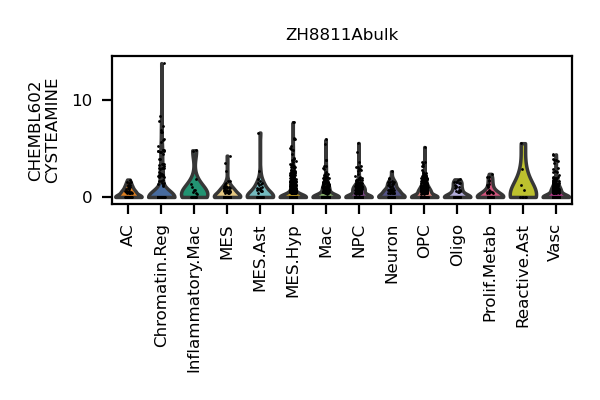 ZH8811Abulk
CHEMBL602
CYSTEAMINE
10
0
AC
Chromatin.Reg
Inflammatory.Mac
MES
MES.Ast
MES.Hyp
Mac
NPC
Neuron
OPC
Oligo
Prolif.Metab
Reactive.Ast
Vasc